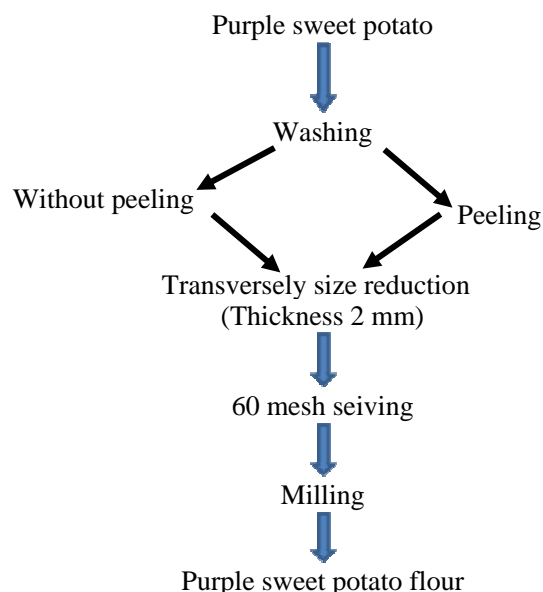 Purple sweet potato
Washing
Without peeling
Peeling
Transversely size reduction
(Thickness 2 mm)
60 mesh seiving
Milling
Purple sweet potato flour